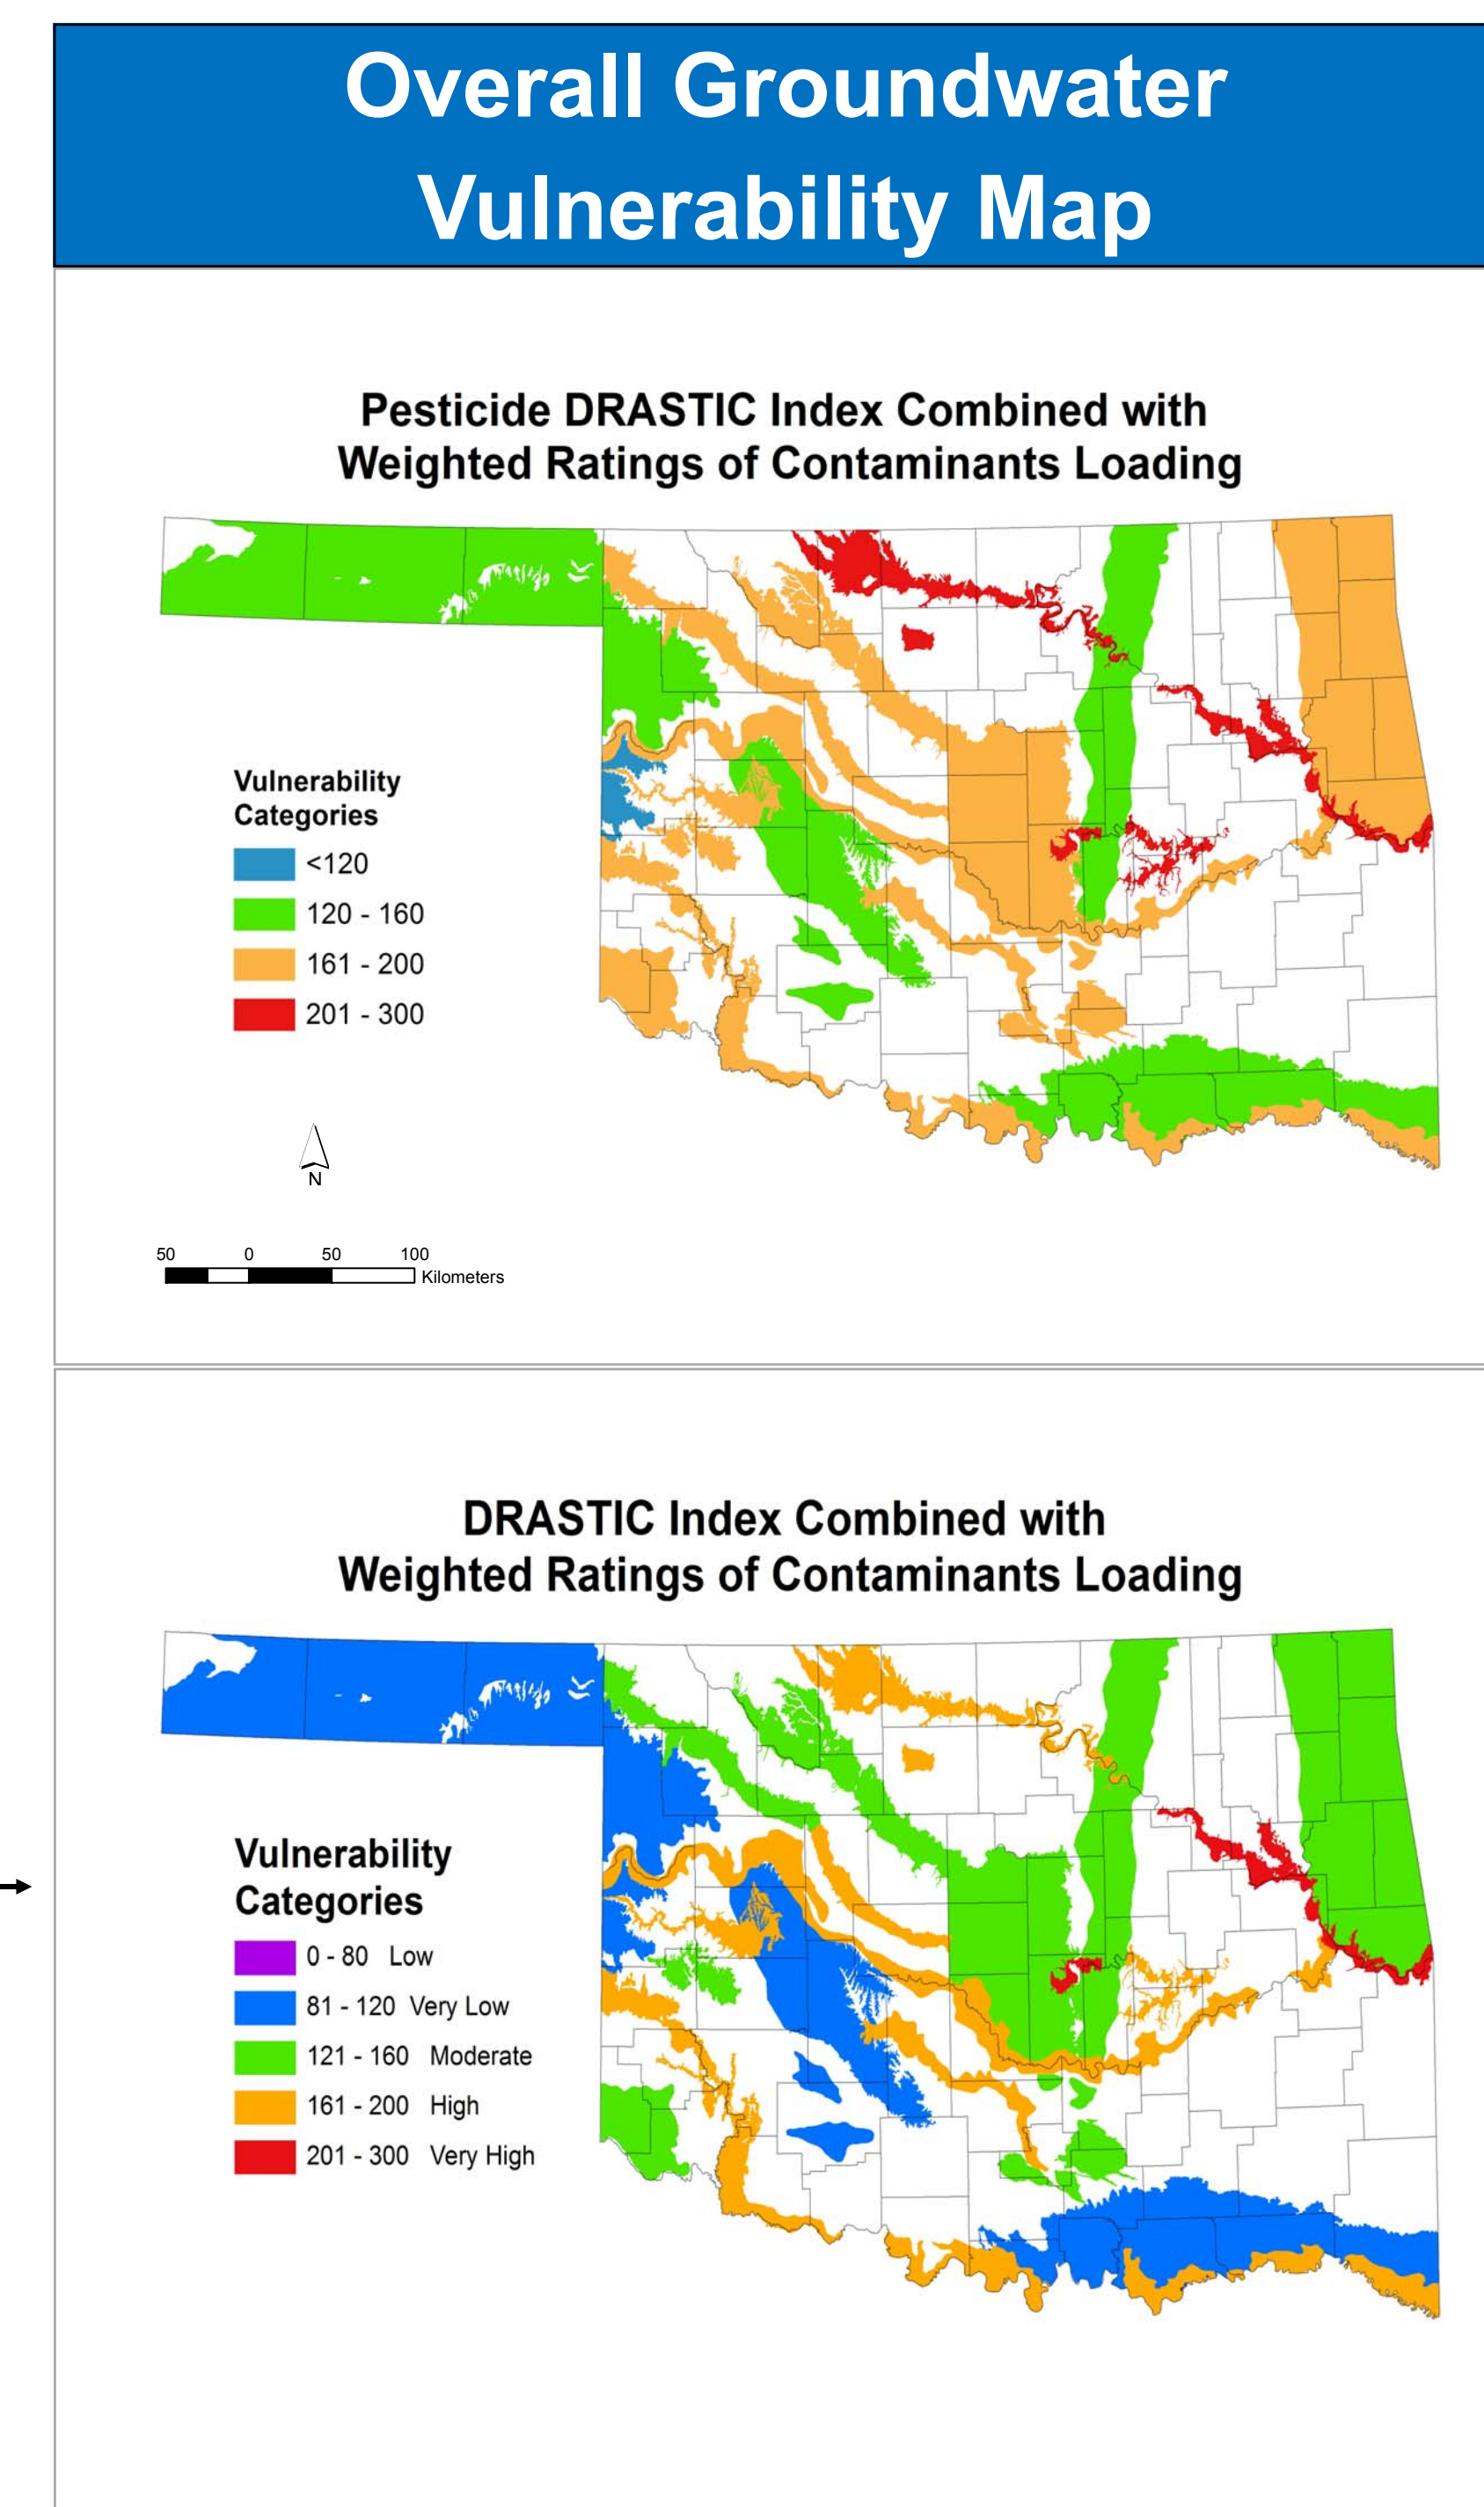 Overall Groundwater
Vulnerability Map
Pesticide DRASTIC Index Combined with
Weighted Ratings of Contaminants Loading
Vulnerability
Categories
<120
120 - 160
161 - 200
201 - 300
N
50 0 50 100
Kilometers
DRASTIC Index Combined with
Weighted Ratings of Contaminants Loading
Vulnerability
Categories
0 - 80 Low
81 - 120 Very Low
121 - 160 Moderate
161 - 200 High
201 - 300 Very High